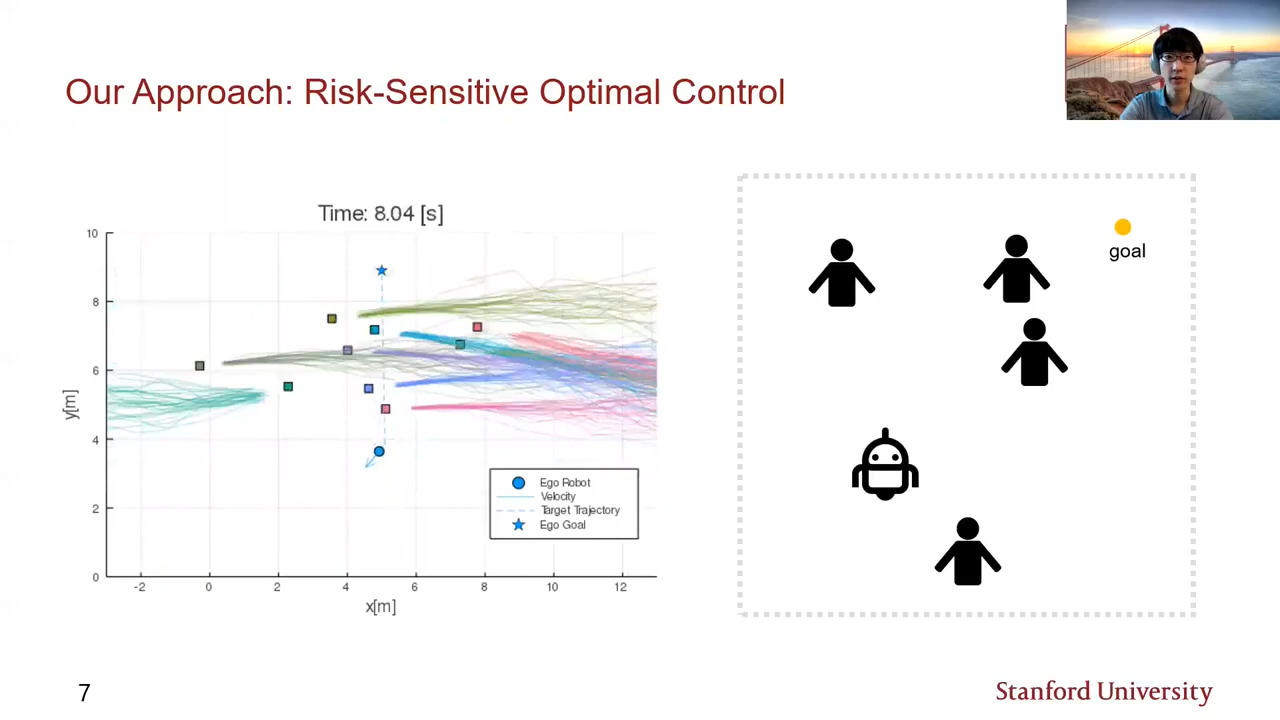 Our Approach: Risk-Sensitive Optimal Control
Time: 8.04 [s]
10
8
6
4
2
0
y[m]
-2
0
2
4
6
8
10
12
x[m]
Ego Robot
Velocity
Target Trajectory
Ego Goal
goal
7
Stanford University